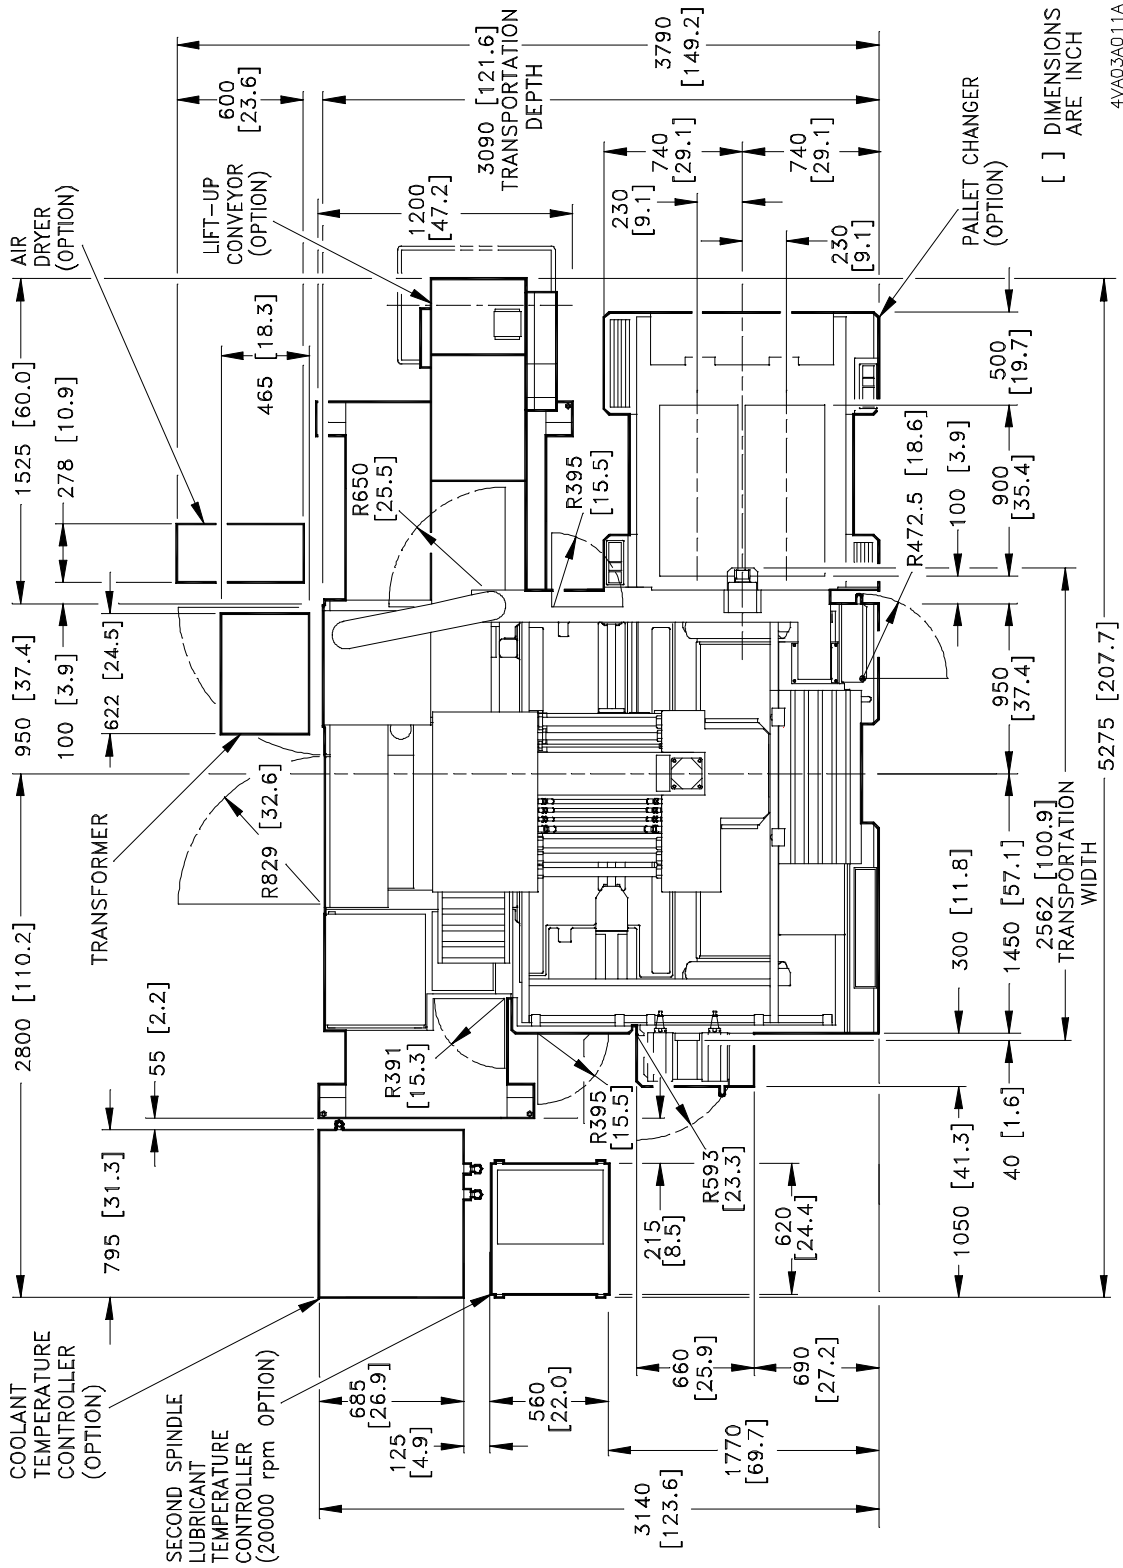 2800 [110.2]
950 [37.4]
1525 [60.0]
100 [3.9]
278 [10.9]
622 [24.5]
55 [2.2]
795 [31.3]
AIR
DRYER
(OPTION)
465 [18.3]
600
[23.6]
LIFT-UP
CONVEYOR
(OPTION)
TRANSFORMER
R829 [32.6]
COOLANT
TEMPERATURE
CONTROLLER
(OPTION)
SECOND SPINDLE
LUBRICANT
TEMPERATURE
CONTROLLER
(20000 rpm OPTION)
685
[26.9]
125
[4.9]
560
[22.0]
3140
[123.6]
1770
[69.7]
660
[25.9]
690
[27.2]
R391
[15.3]
R395
[15.5]
R593
[23.3]
215
[8.5]
620
[24.4]
R650
[25.5]
R395
[15.5]
1200
[47.2]
3090 [121.6]
TRANSPORTATION
DEPTH
3790
[149.2]
230
[9.1]
740
[29.1]
740
[29.1]
230
[9.1]
PALLET CHANGER
(OPTION)
R472.5 [18.6]
100 [3.9]
900
[35.4]
500
[19.7]
950
[37.4]
300 [11.8]
1450 [57.1]
2562 [100.9]
TRANSPORTATION
WIDTH
1050 [41.3]
40 [1.6]
5275 [207.7]
[ ] DIMENSIONS
ARE INCH
4VA03A011A